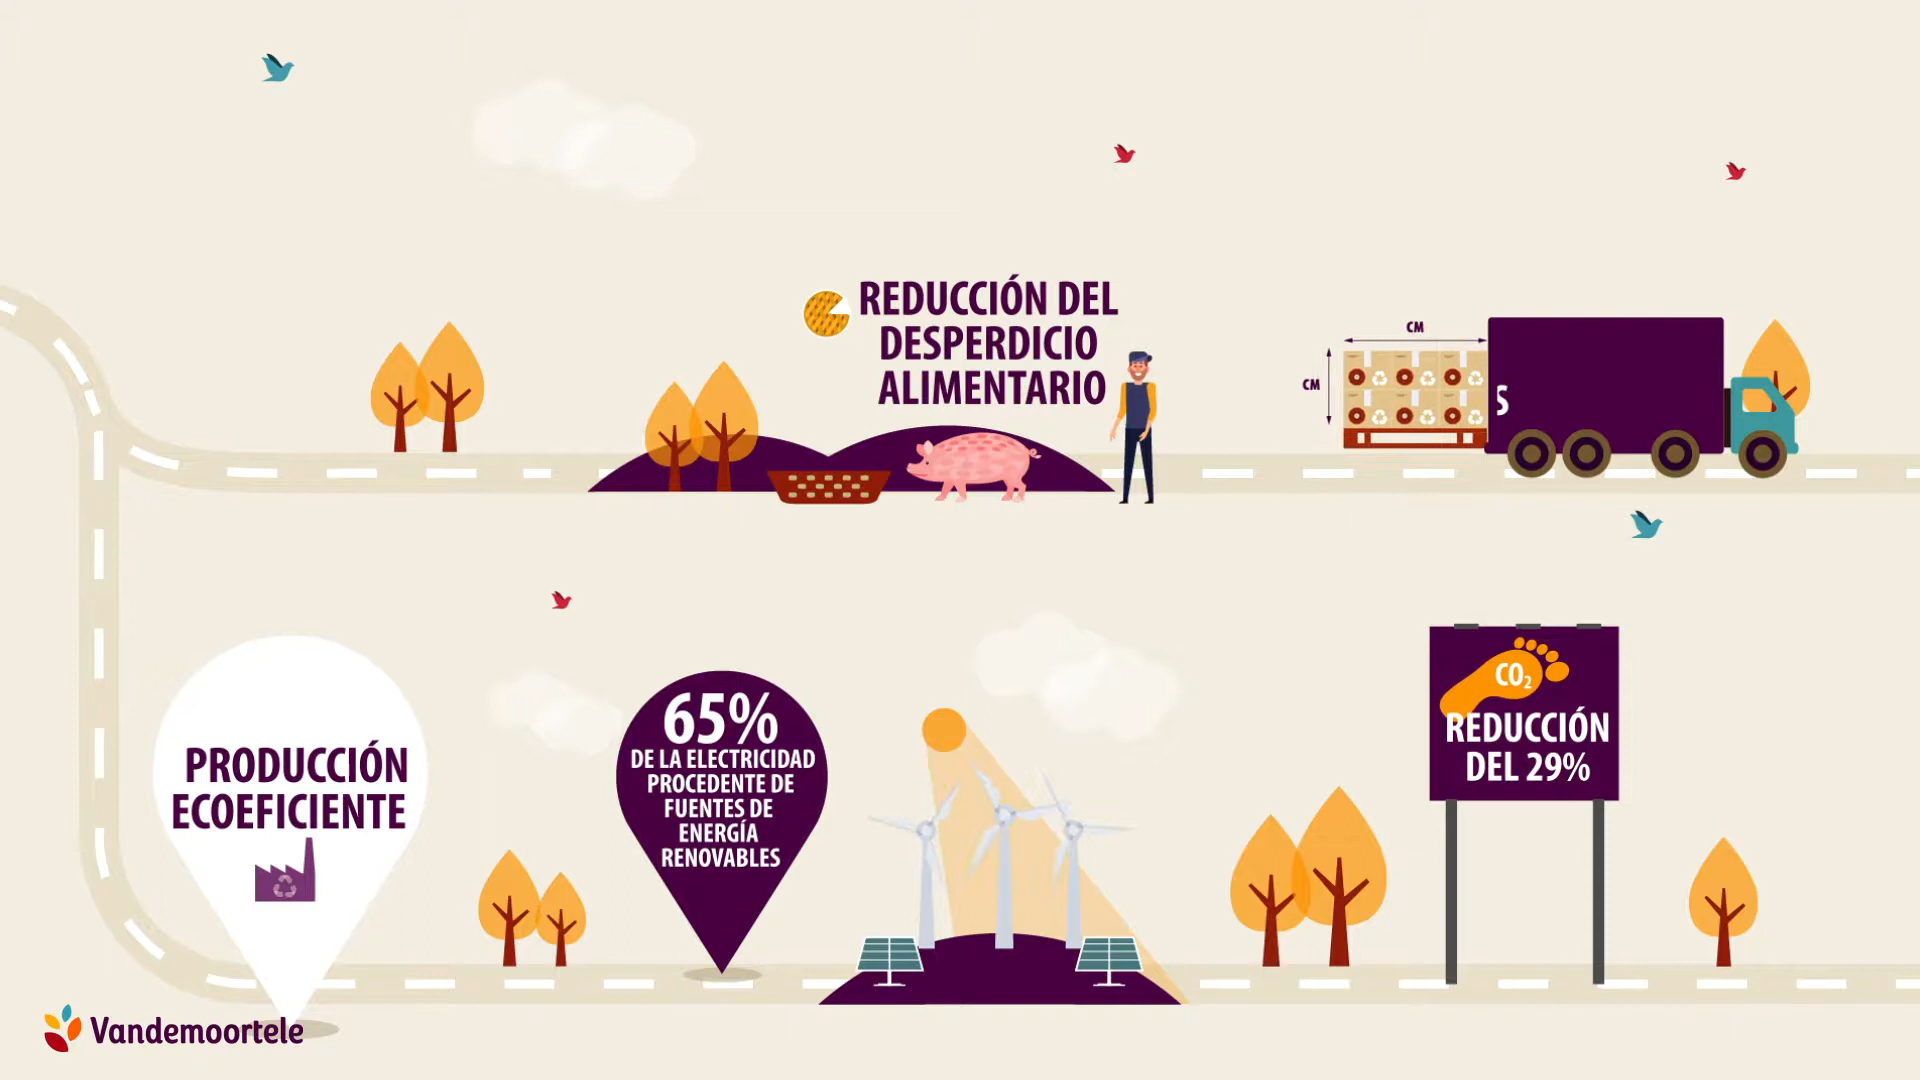 REDUCCIÓN DEL
DESPERDICIO
ALIMENTARIO
CM
CM
S
PRODUCCIÓN
ECOEFICIENTE
65%
DE LA ELECTRICIDAD
PROCEDENTE DE
FUENTES DE
ENERGÍA
RENOVABLES
CO₂
REDUCCIÓN
DEL 29%
Vandemoortele